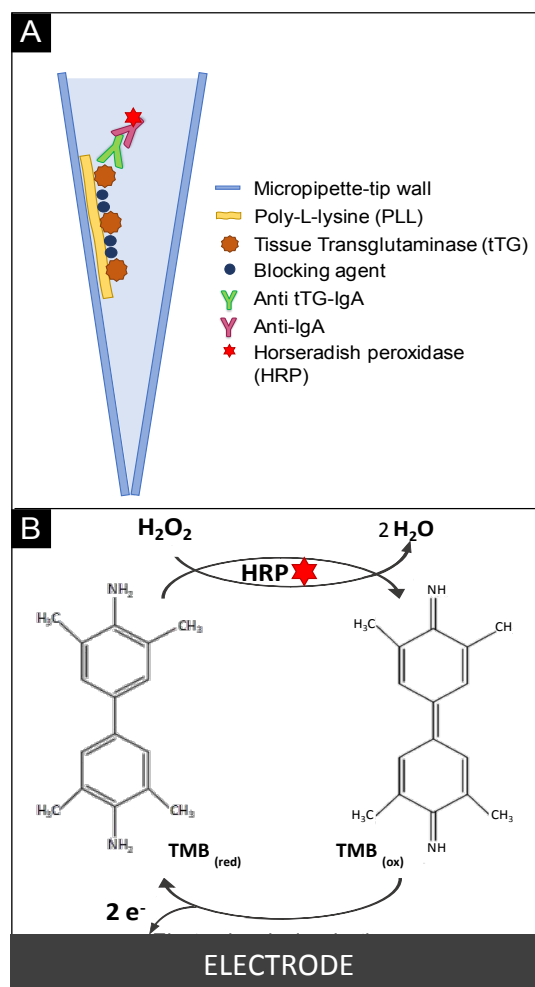 A
Micropipette-tip wall
Poly-L-lysine (PLL)
Tissue Transglutaminase (tTG)
Blocking agent
Anti tTG-IgA
Anti-IgA
Horseradish peroxidase
(HRP)
B
H₂O₂
2 H₂O
HRP
NH₂
H₃C
CH₃
H₃C
CH₃
NH₂
TMB (red)
NH
H₃C
CH
H₃C
CH₃
NH
TMB (ox)
2 e⁻
ELECTRODE